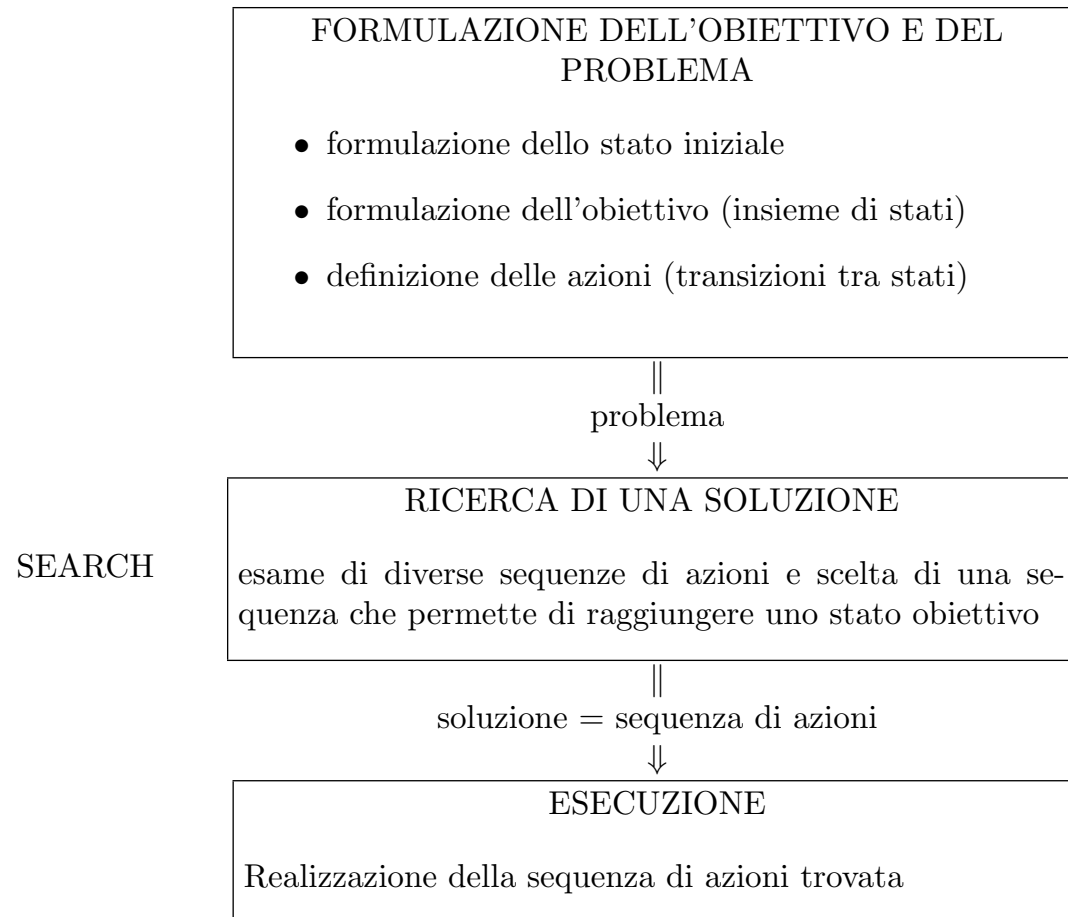 FORMULAZIONE DELL'OBIETTIVO E DEL
PROBLEMA
• formulazione dello stato iniziale
• formulazione dell'obiettivo (insieme di stati)
• definizione delle azioni (transizioni tra stati)
problema
RICERCA DI UNA SOLUZIONE
SEARCH
esame di diverse sequenze di azioni e scelta di una se-
quenza che permette di raggiungere uno stato obiettivo
soluzione = sequenza di azioni
ESECUZIONE
Realizzazione della sequenza di azioni trovata